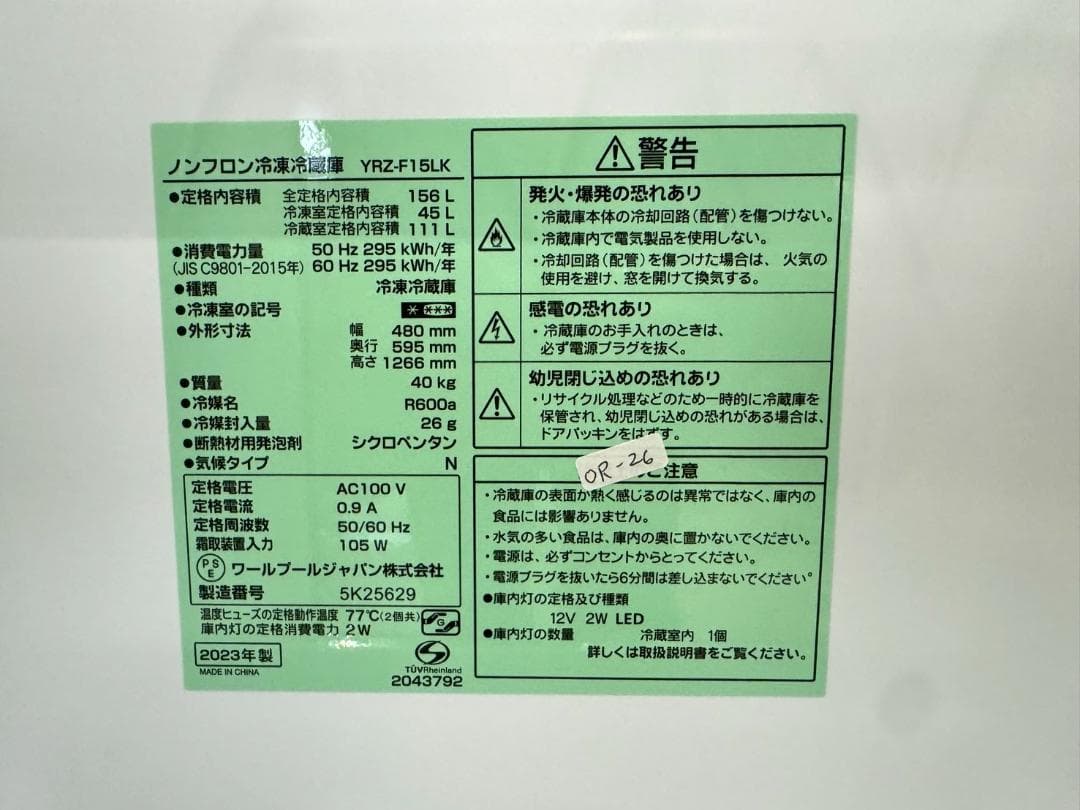 ノンフロン冷凍冷蔵庫 YRZ-F15LK
●定格内容積 全定格内容積 156 L
冷凍室定格内容積 45 L
冷蔵室定格内容積 111 L
●消費電力量 50 Hz 295 kWh/年
(JIS C9801-2015年) 60 Hz 295 kWh/年
●種類 冷凍冷蔵庫
●冷凍室の記号
●外形寸法 幅 480 mm
奥行 595 mm
高さ 1266 mm
●質量 40 kg
●冷媒名 R600a
●冷媒封入量 26 g
●断熱材用発泡剤 シクロペンタン
●気候タイプ N
定格電圧 AC100 V
定格電流 0.9 A
定格周波数 50/60 Hz
霜取装置入力 105 W
PSE ワールプールジャパン株式会社
製造番号 5K25629
温度ヒューズの定格動作温度 77℃(2個共)
庫内灯の定格消費電力 2W
G
2023年製
MADE IN CHINA
TÜVRheinland
2043792
警告
発火・爆発の恐れあり
・冷蔵庫本体の冷却回路(配管)を傷つけない。
・冷蔵庫内で電気製品を使用しない。
・冷却回路(配管)を傷つけた場合は、火気の
使用を避け、窓を開けて換気する。
感電の恐れあり
・冷蔵庫のお手入れのときは、
必ず電源プラグを抜く。
幼児閉じ込めの恐れあり
・リサイクル処理などのため一時的に冷蔵庫を
保管され、幼児閉じ込めの恐れがある場合は、
ドアパッキンをはずす。
OR-26
ご注意
・冷蔵庫の表面が熱く感じるのは異常ではなく、庫内の
食品には影響ありません。
・水気の多い食品は、庫内の奥に置かないでください。
・電源は、必ずコンセントからとってください。
・電源プラグを抜いたら6分間は差し込まないでください。
●庫内灯の定格及び種類
12V 2W LED
●庫内灯の数量 冷蔵室内 1個
詳しくは取扱説明書をご覧ください。